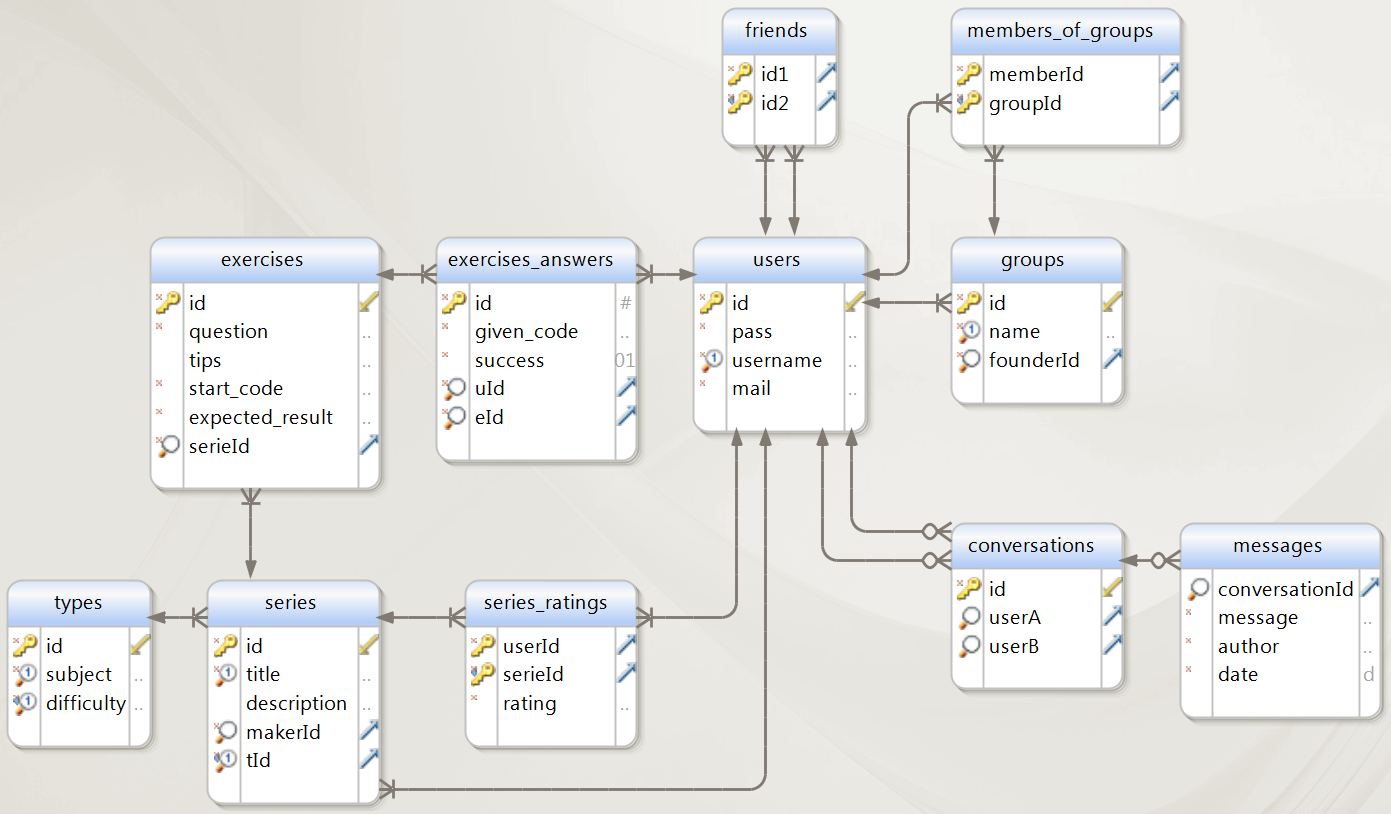 friends
id1
id2
members_of_groups
memberId
groupId
exercises
id
question
tips
start_code
expected_result
serieId
exercises_answers
id #
given_code
success 01
uId
eId
users
id
pass
username
mail
groups
id
name
founderId
conversations
id
userA
userB
messages
conversationId
message
author
date d
types
id
subject
difficulty
series
id
title
description
makerId
tId
series_ratings
userId
serieId
rating